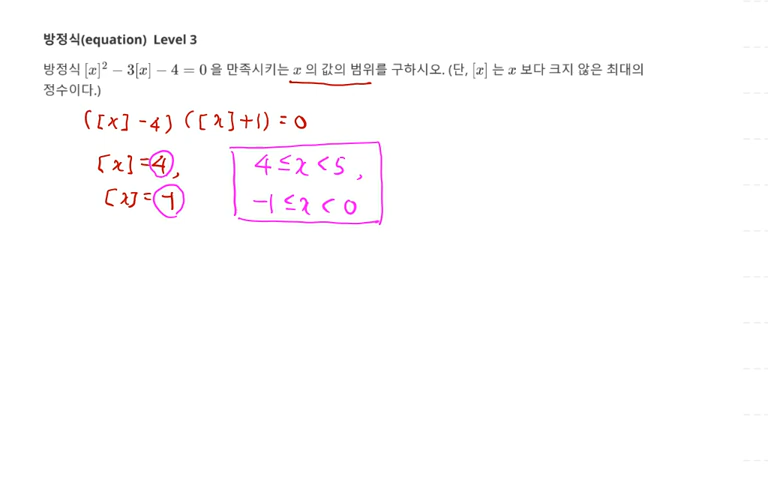 방정식(equation) Level 3
방정식 [x]² − 3[x] − 4 = 0 을 만족시키는 x 의 값의 범위를 구하시오. (단, [x] 는 x 보다 크지 않은 최대의
정수이다.)
([x]-4)([x]+1)=0
[x]=4,
[x]=-1
4≤x<5,
-1≤x<0